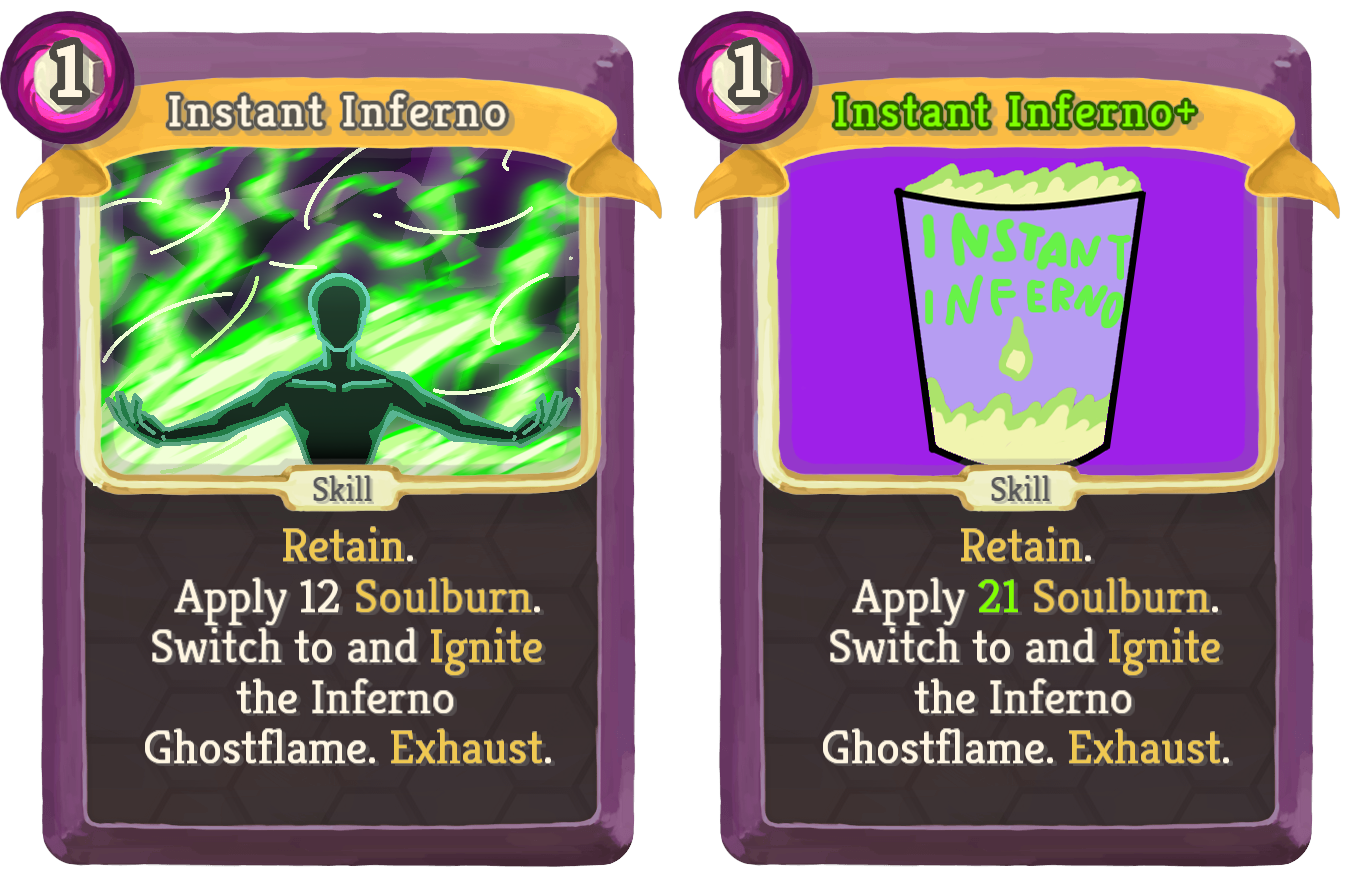 1
Instant Inferno
Skill
Retain.
Apply 12 Soulburn.
Switch to and Ignite
the Inferno
Ghostflame. Exhaust.
1
Instant Inferno+
INSTANT
INFERNO
Skill
Retain.
Apply 21 Soulburn.
Switch to and Ignite
the Inferno
Ghostflame. Exhaust.